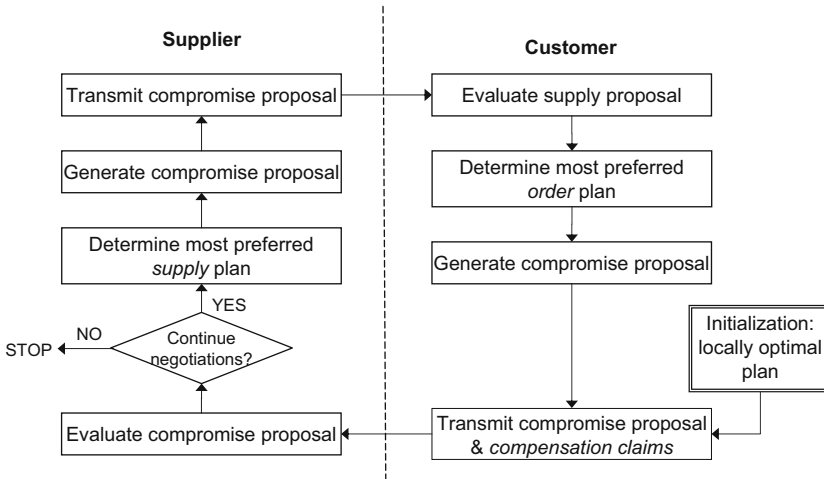 Supplier
Customer
Transmit compromise proposal
Evaluate supply proposal
Generate compromise proposal
Determine most preferred
order plan
Determine most preferred
supply plan
Generate compromise proposal
YES
NO
STOP
Continue
negotiations?
Initialization:
locally optimal
plan
Evaluate compromise proposal
Transmit compromise proposal
& compensation claims